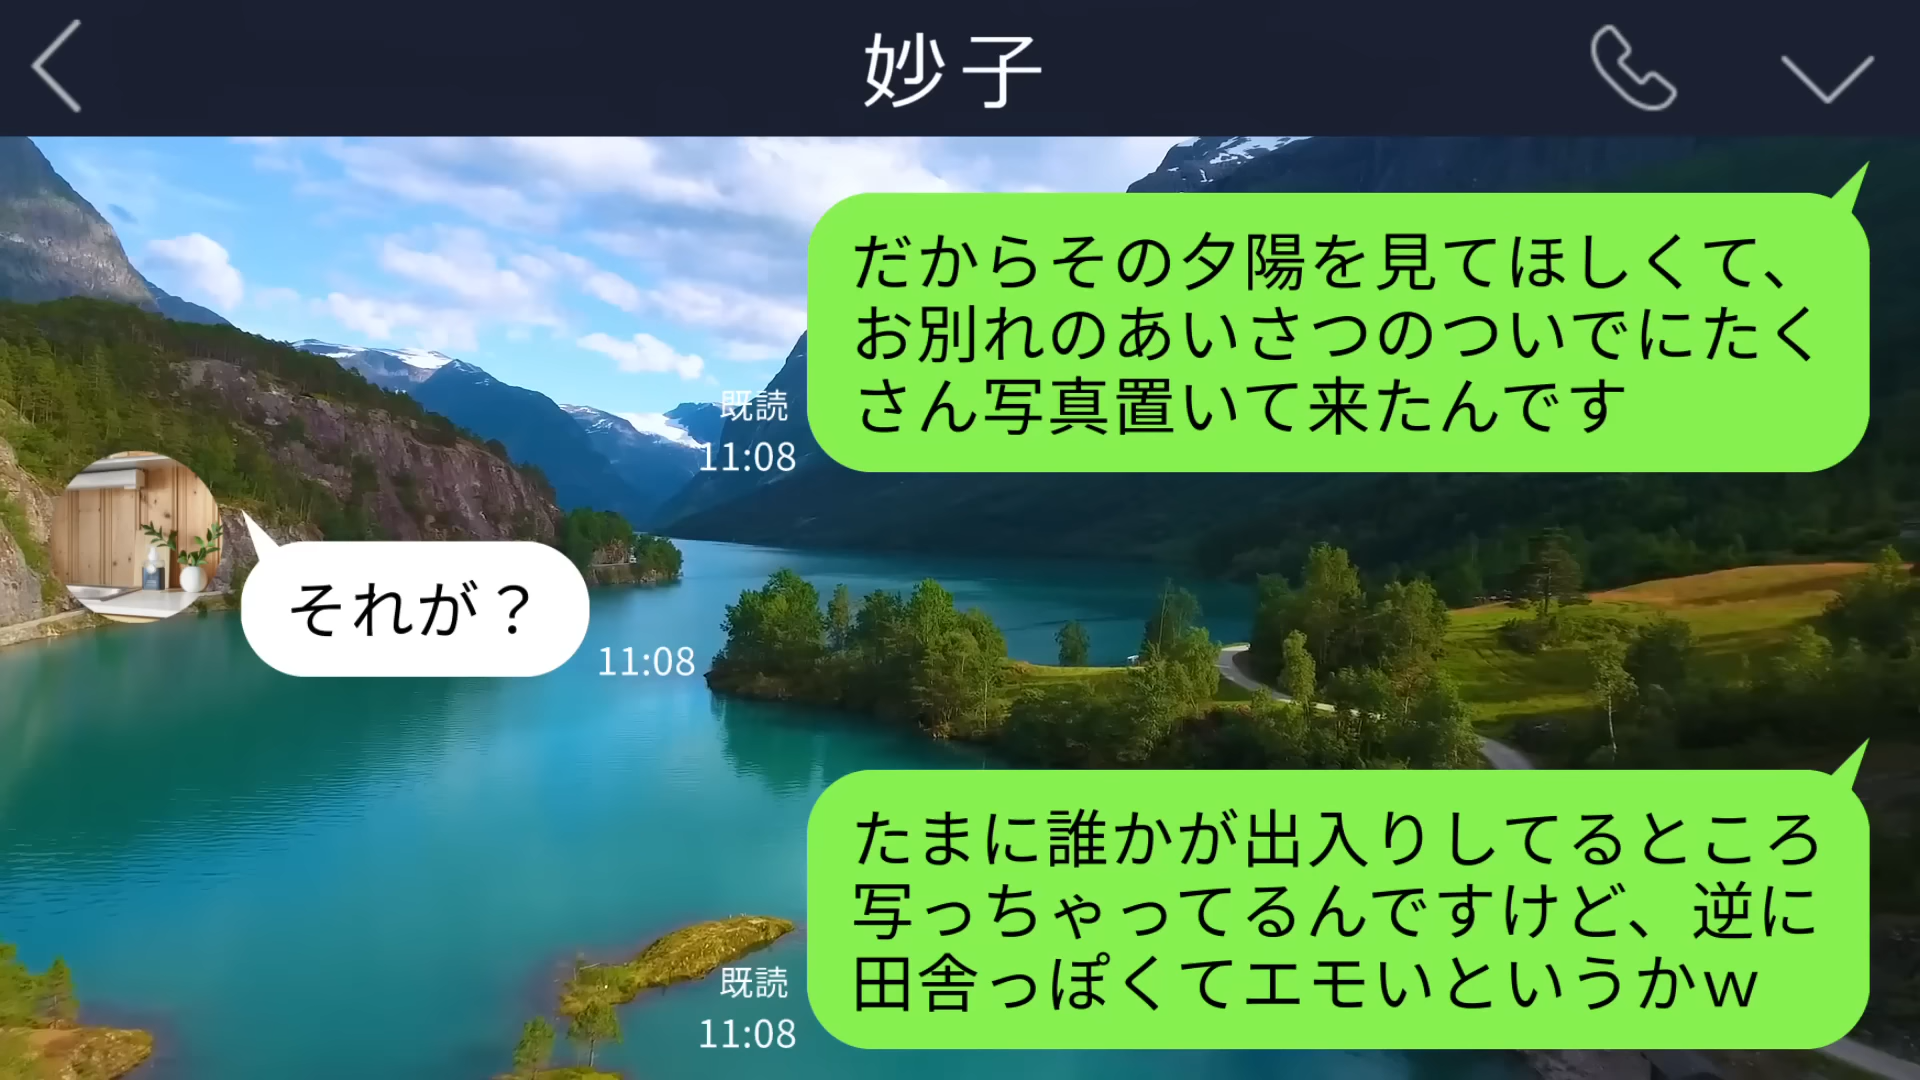 妙子
だからその夕陽を見てほしくて、
お別れのあいさつのついでにたく
さん写真置いて来たんです
既読
11:08
それが？
11:08
たまに誰かが出入りしてるところ
写っちゃってるんですけど、逆に
田舎っぽくてエモいというかｗ
既読
11:08